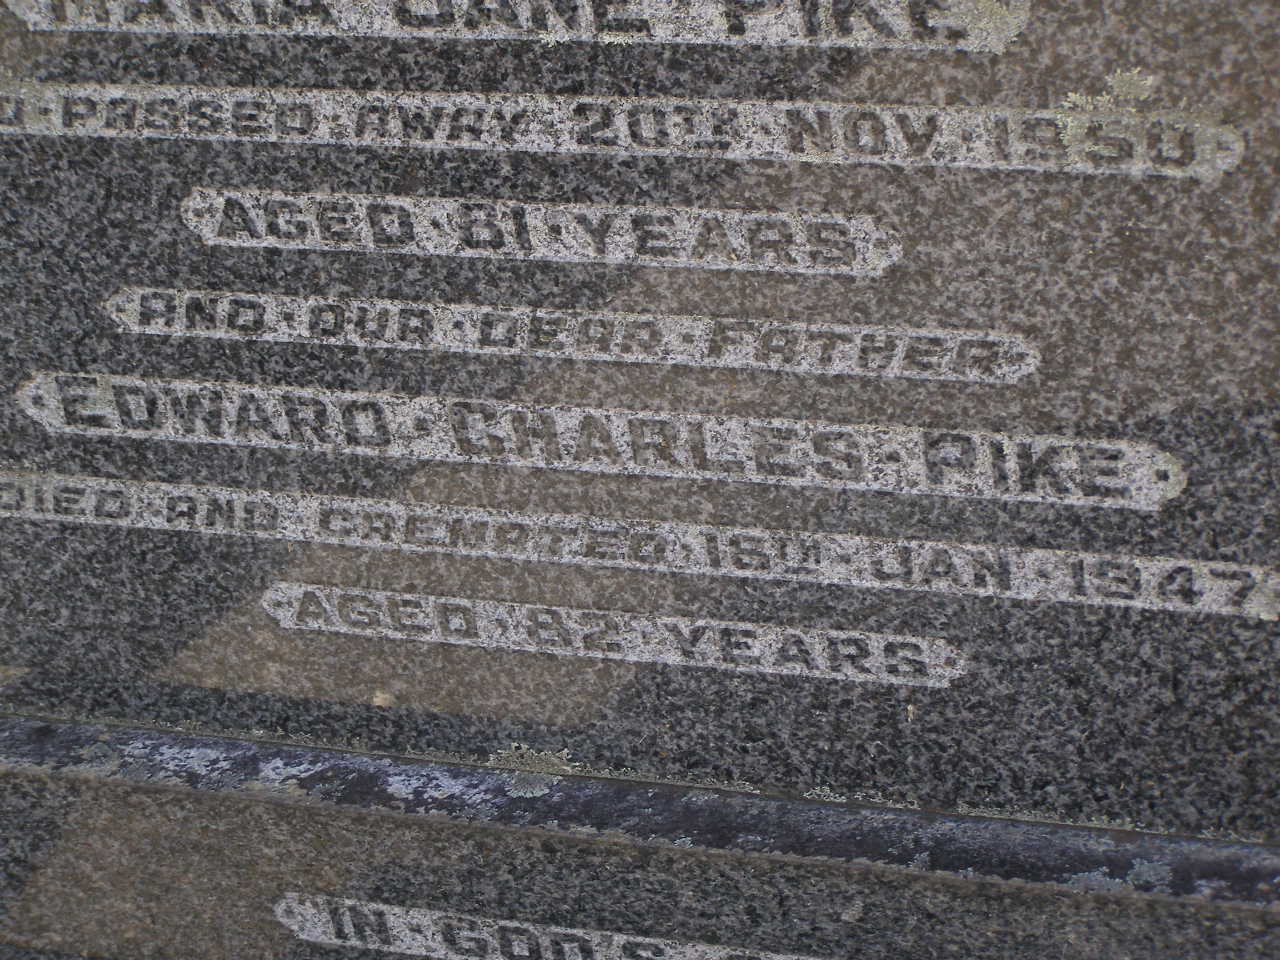 MARIA JANE PIKE
PASSED · AWAY · 20TH · NOV · 1950
AGED · 81 · YEARS
AND · OUR · DEAR · FATHER
EDWARD · CHARLES · PIKE
DIED · AND · CREMATED · 16TH · JAN · 1947
AGED · 82 · YEARS
IN · GOD'S